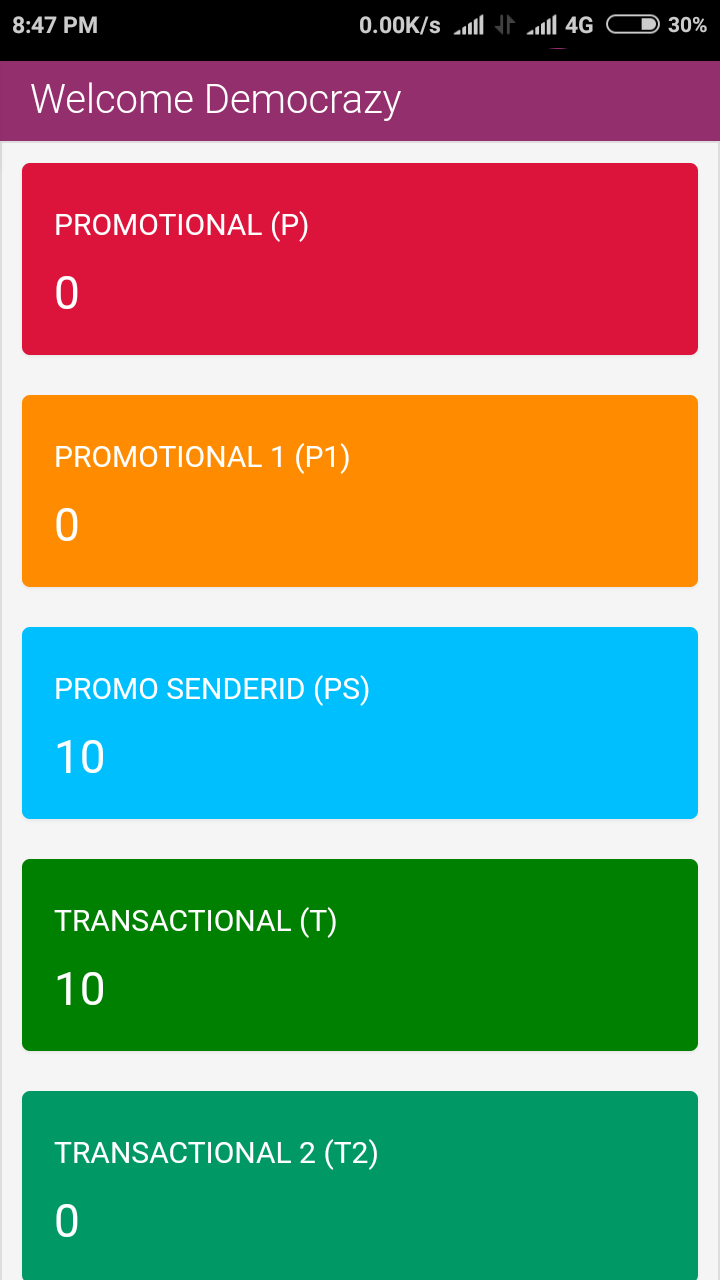 8:47 PM 0.00K/s 4G 30%
Welcome Democrazy
PROMOTIONAL (P)
0
PROMOTIONAL 1 (P1)
0
PROMO SENDERID (PS)
10
TRANSACTIONAL (T)
10
TRANSACTIONAL 2 (T2)
0